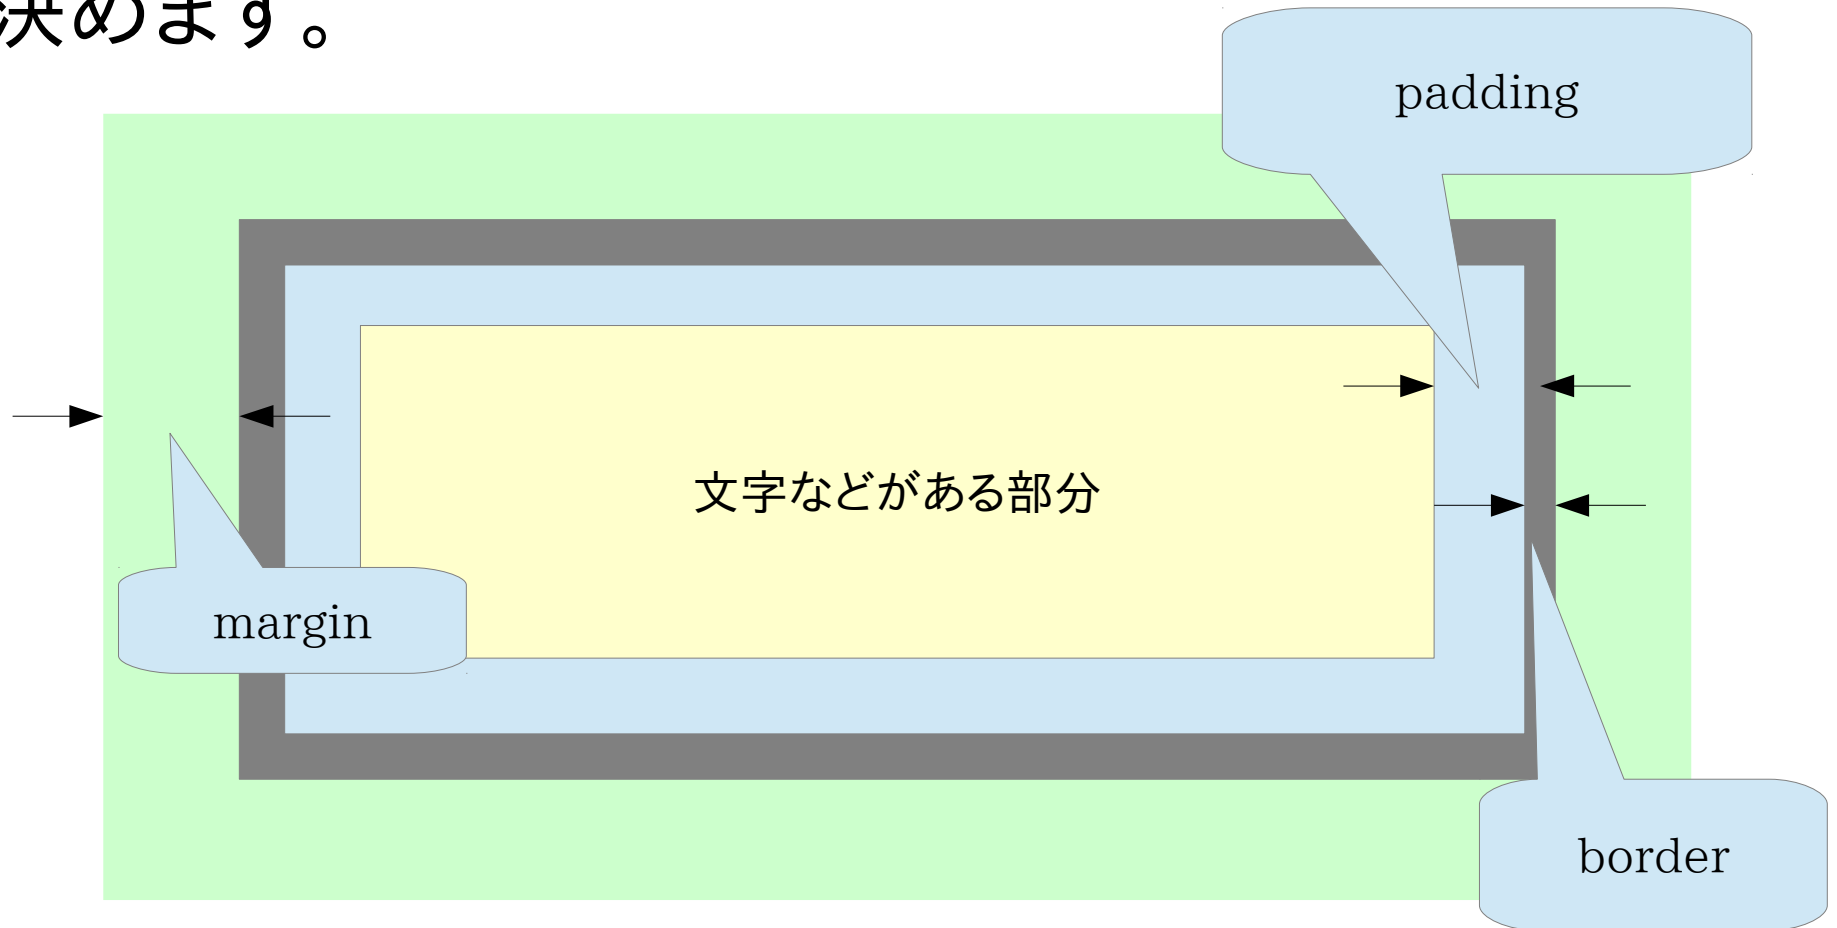 決めます。
padding
文字などがある部分
margin
border